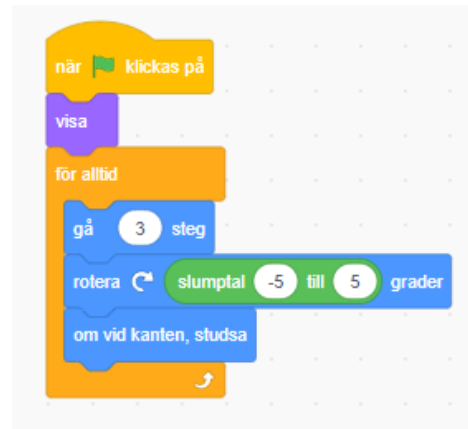 när klickas på
visa
för alltid
gå 3 steg
rotera slumptal -5 till 5 grader
om vid kanten, studsa